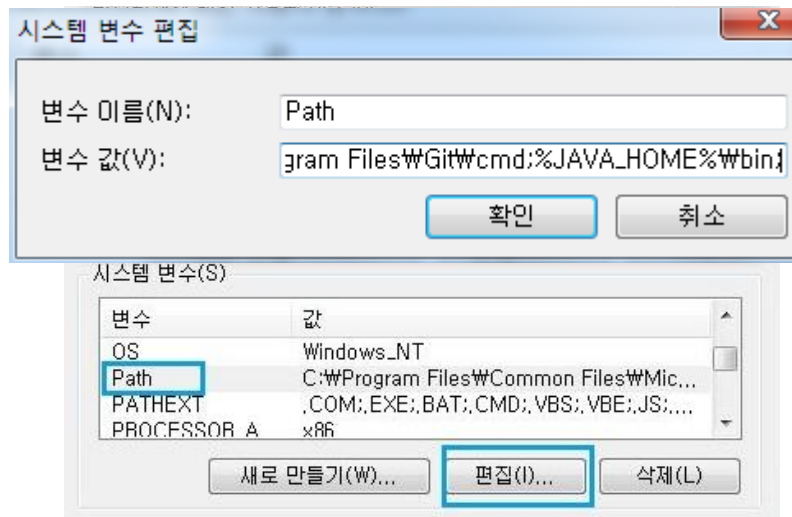 시스템 변수 편집
변수 이름(N): Path
변수 값(V): gram Files₩Git₩cmd;%JAVA_HOME%₩bin;
확인 취소
시스템 변수(S)
변수 값
OS Windows_NT
Path C:₩Program Files₩Common Files₩Mic...
PATHEXT .COM;.EXE;.BAT;.CMD;.VBS;.VBE;.JS;....
PROCESSOR_A... x86
새로 만들기(W)... 편집(I)... 삭제(L)